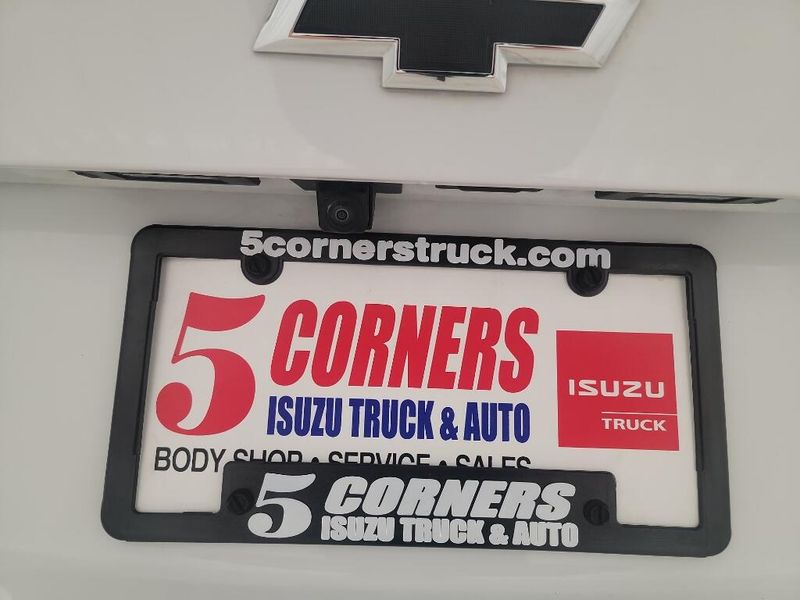 5cornerstruck.com
5 CORNERS
ISUZU TRUCK & AUTO
ISUZU
TRUCK
BODY SHOP • SERVICE • SALES
5 CORNERS
ISUZU TRUCK & AUTO